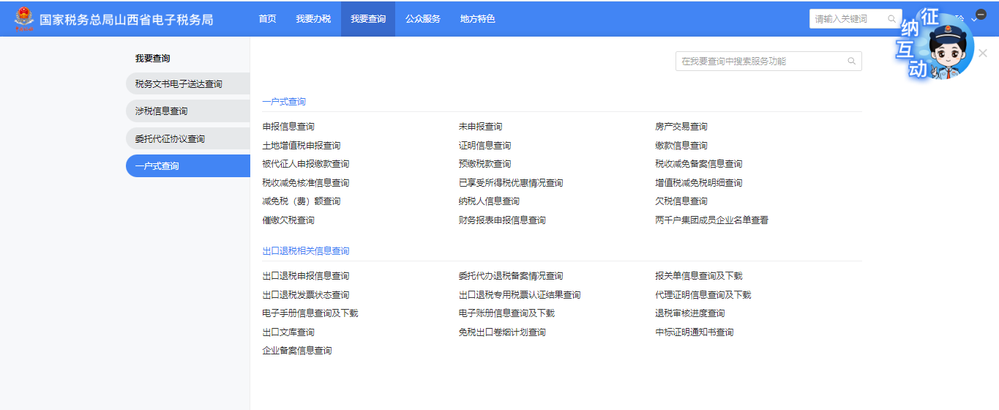 国家税务总局山西省电子税务局
首页 我要办税 我要查询 公众服务 地方特色
请输入关键词
征纳互动
我要查询
税务文书电子送达查询
涉税信息查询
委托代征协议查询
一户式查询
在我要查询中搜索服务功能
一户式查询
申报信息查询 未申报查询 房产交易查询
土地增值税申报查询 证明信息查询 缴款信息查询
被代征人申报缴款查询 预缴税款查询 税收减免备案信息查询
税收减免核准信息查询 已享受所得税优惠情况查询 增值税减免税明细查询
减免税（费）额查询 纳税人信息查询 欠税信息查询
催缴欠税查询 财务报表申报信息查询 两千户集团成员企业名单查看
出口退税相关信息查询
出口退税申报信息查询 委托代办退税备案情况查询 报关单信息查询及下载
出口退税发票状态查询 出口退税专用税票认证结果查询 代理证明信息查询及下载
电子手册信息查询及下载 电子账册信息查询及下载 退税审核进度查询
出口文库查询 免税出口卷烟计划查询 中标证明通知书查询
企业备案信息查询